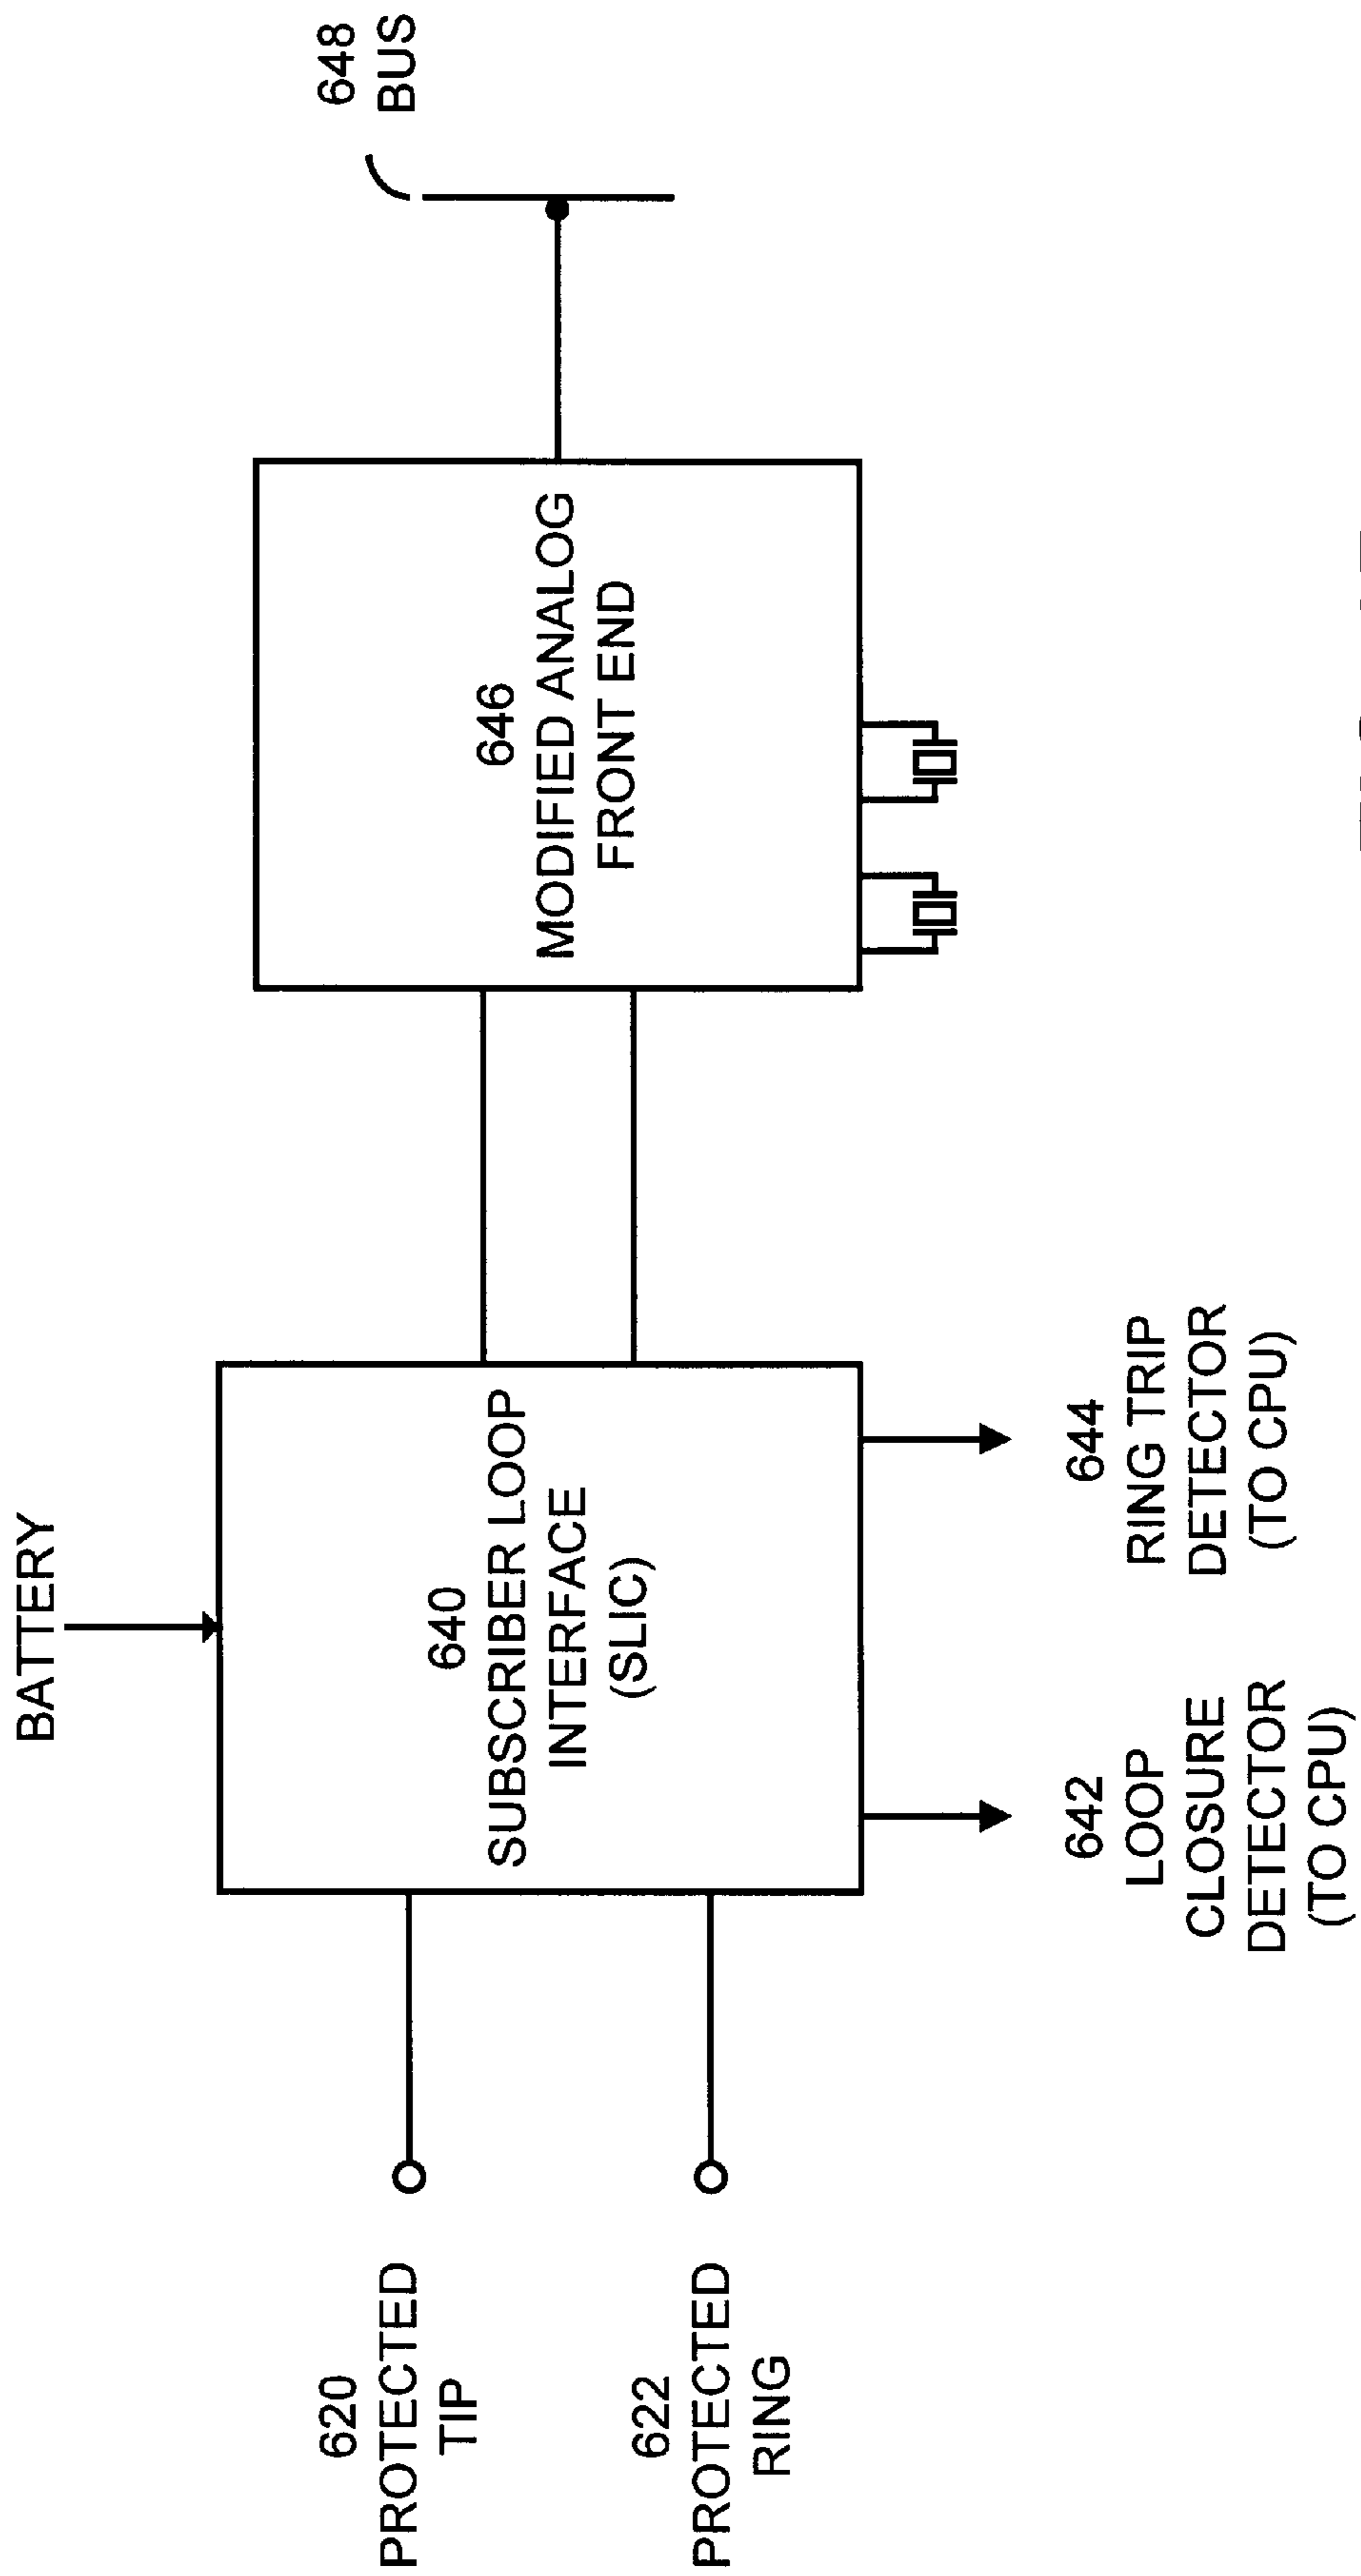 BATTERY
620
PROTECTED
TIP
622
PROTECTED
RING
640
SUBSCRIBER LOOP
INTERFACE
(SLIC)
642
LOOP
CLOSURE
DETECTOR
(TO CPU)
644
RING TRIP
DETECTOR
(TO CPU)
646
MODIFIED ANALOG
FRONT END
648
BUS